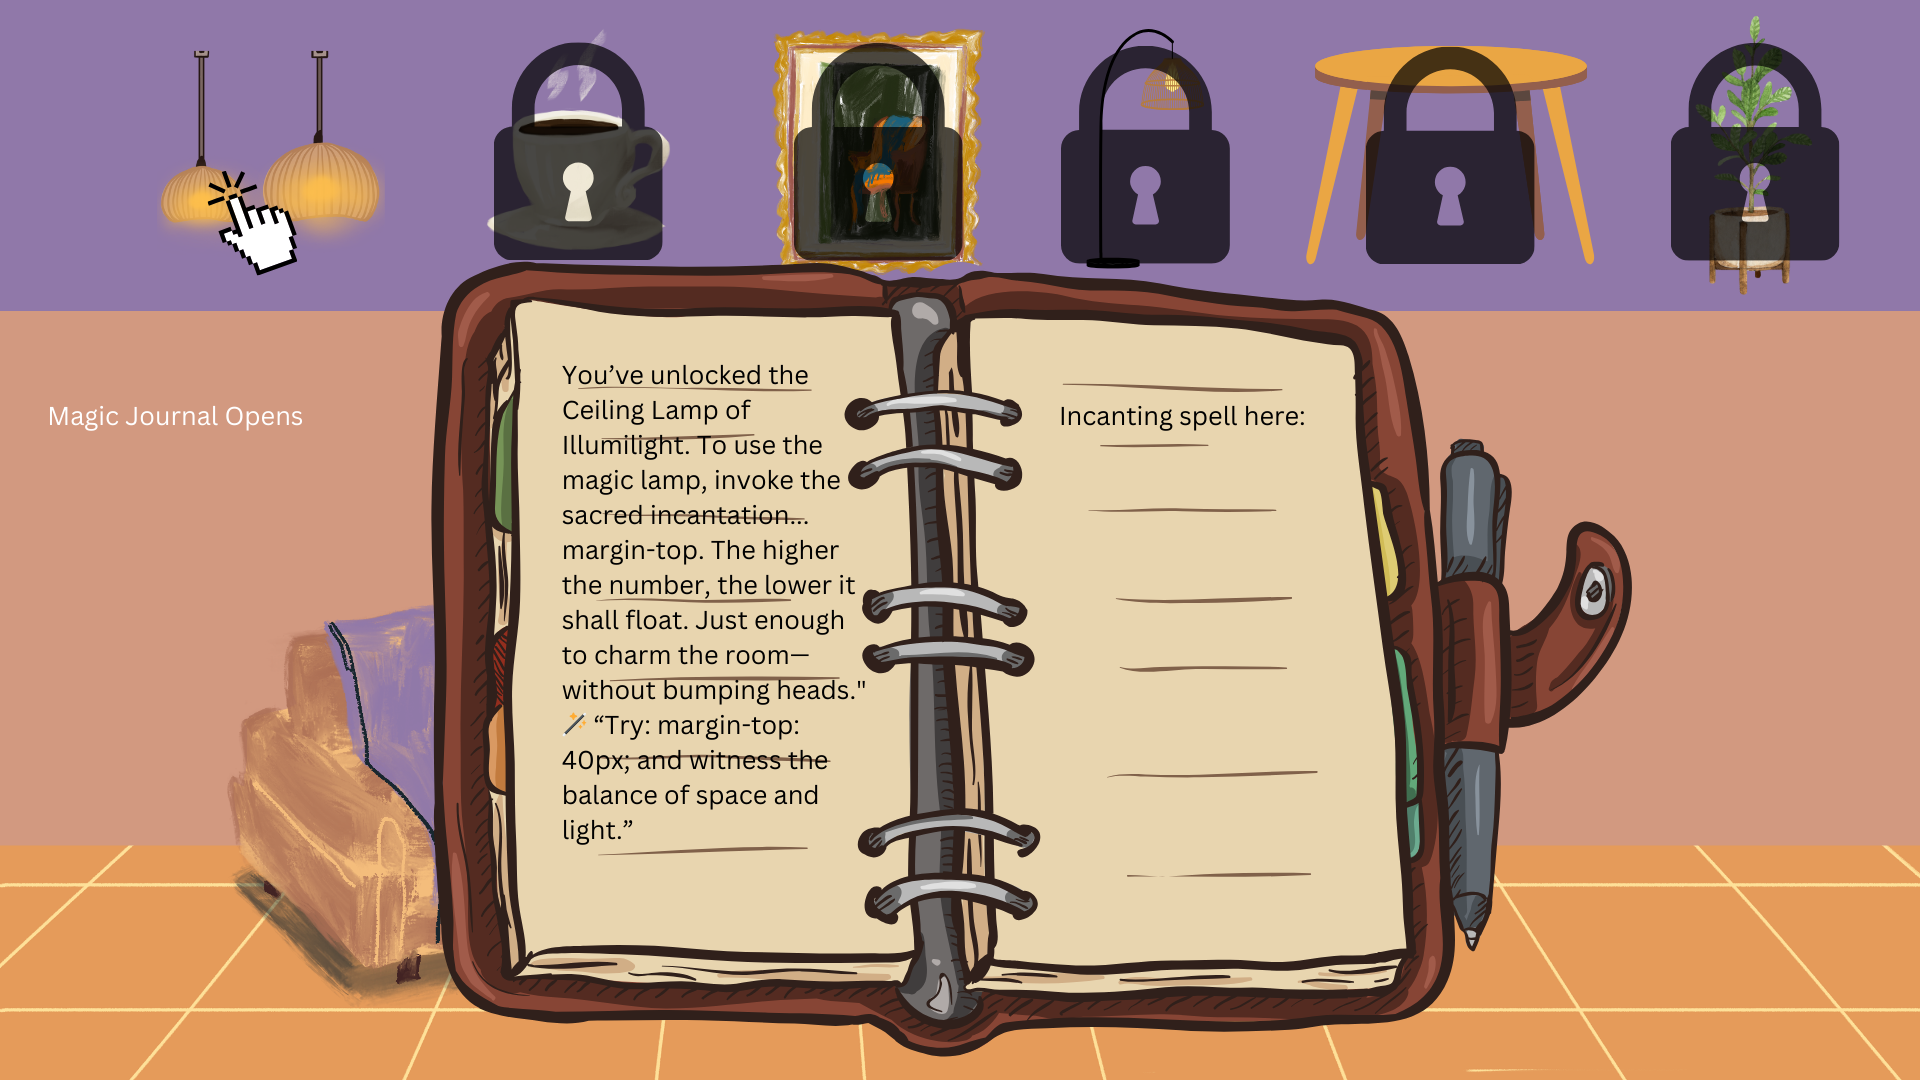 Magic Journal Opens
You’ve unlocked the
Ceiling Lamp of
Illumilight. To use the
magic lamp, invoke the
sacred incantation...
margin-top. The higher
the number, the lower it
shall float. Just enough
to charm the room—
without bumping heads."
🪄 “Try: margin-top:
40px; and witness the
balance of space and
light.”
Incanting spell here: